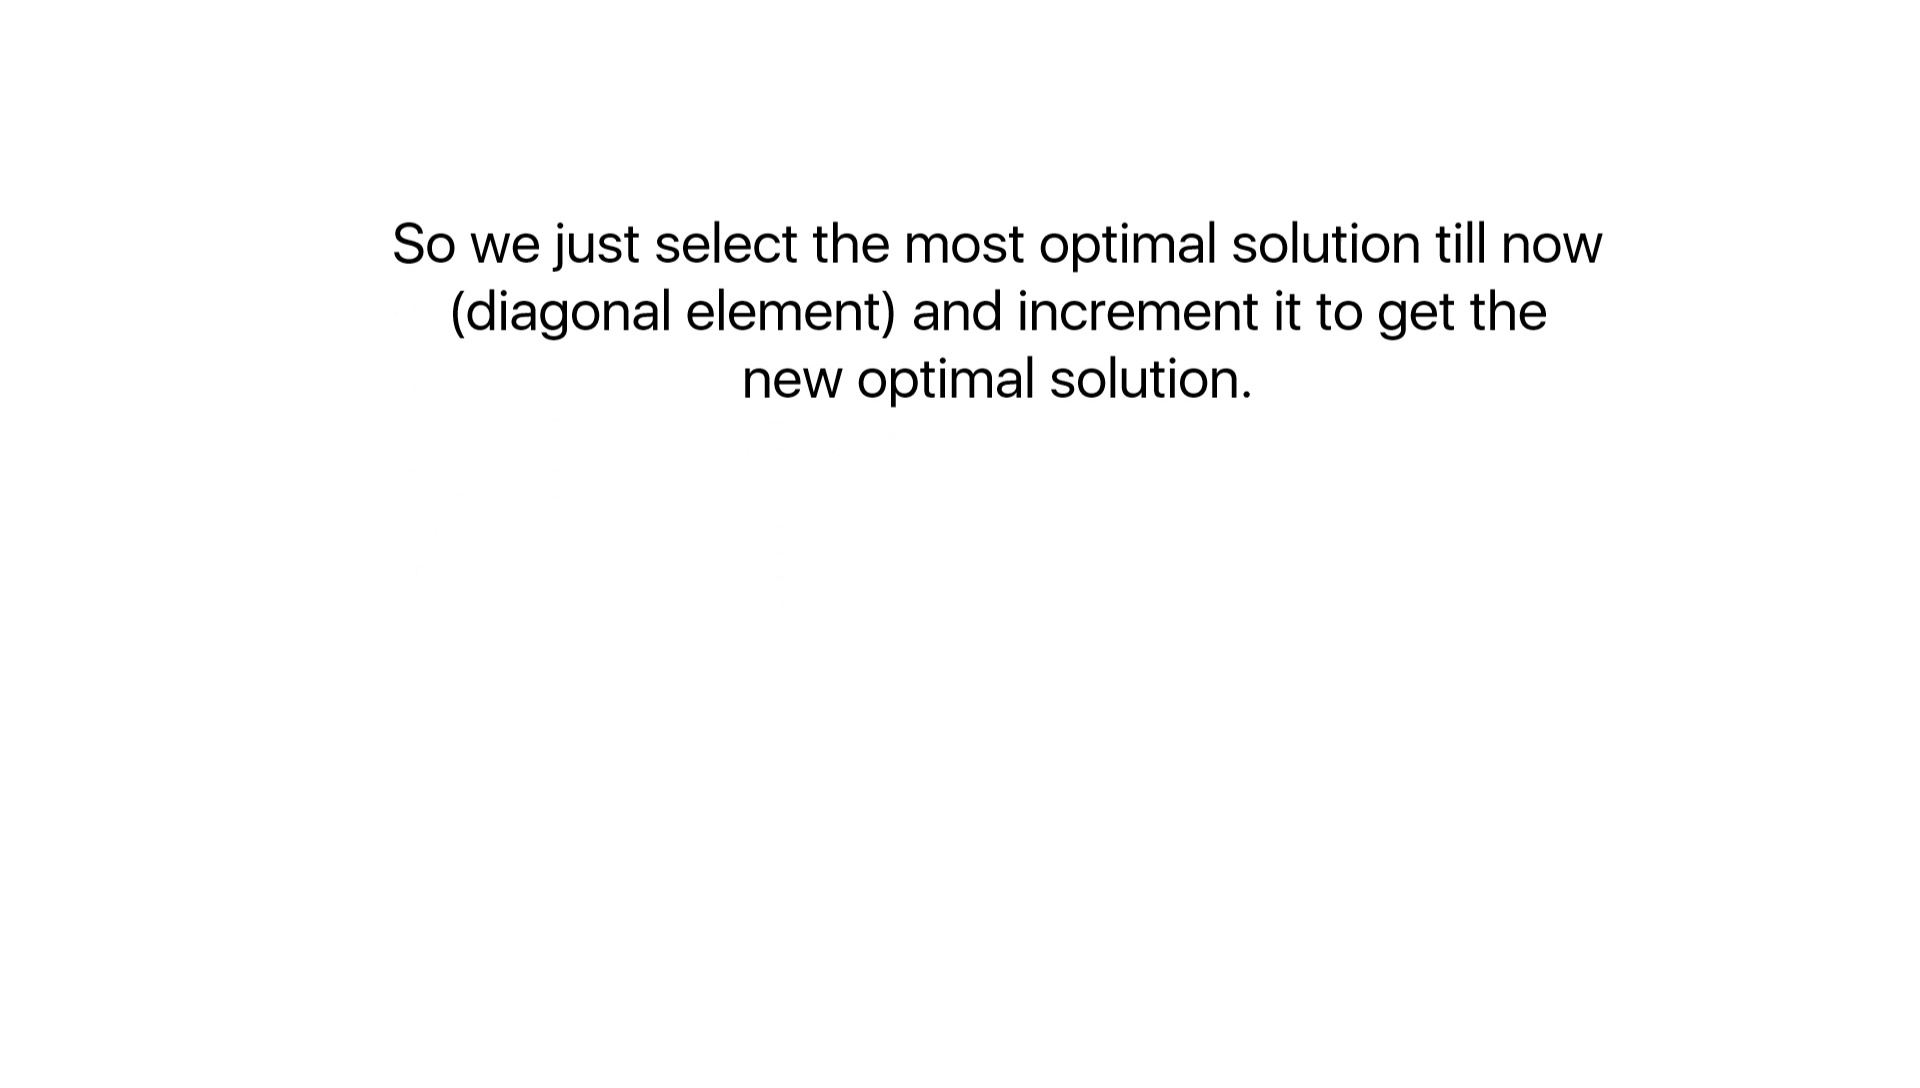 So we just select the most optimal solution till now
(diagonal element) and increment it to get the
new optimal solution.